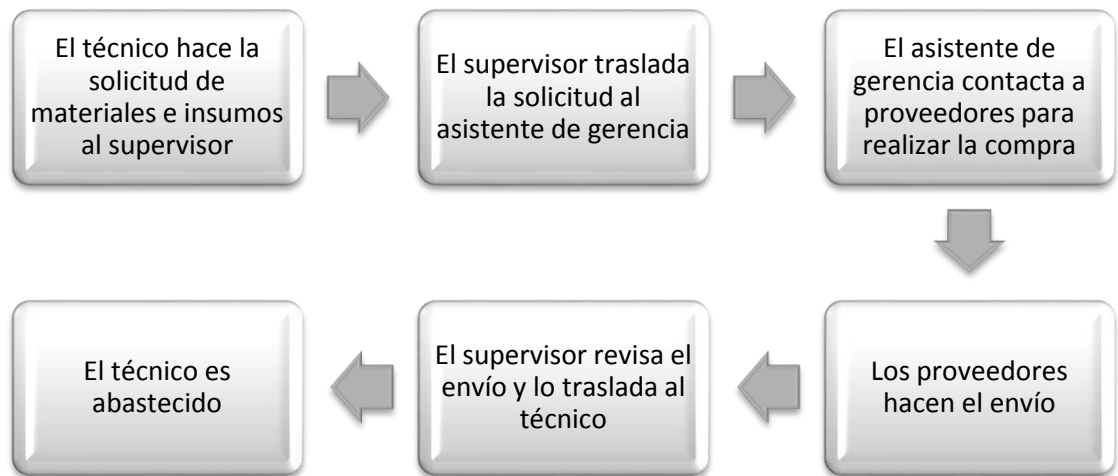 El técnico hace la
solicitud de
materiales e insumos
al supervisor
El supervisor traslada
la solicitud al
asistente de gerencia
El asistente de
gerencia contacta a
proveedores para
realizar la compra
Los proveedores
hacen el envío
El supervisor revisa el
envío y lo traslada al
técnico
El técnico es
abastecido